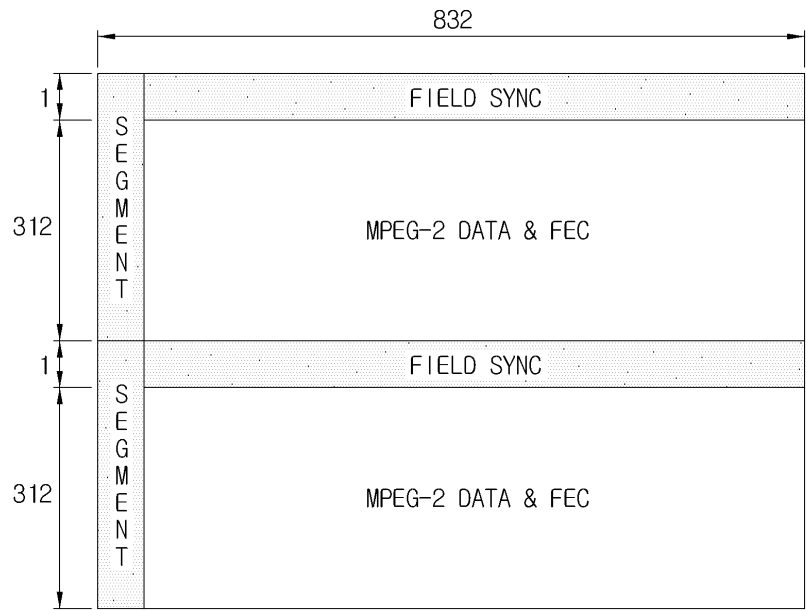 832
1
FIELD SYNC
312
SEGMENT
MPEG-2 DATA & FEC
1
FIELD SYNC
312
SEGMENT
MPEG-2 DATA & FEC